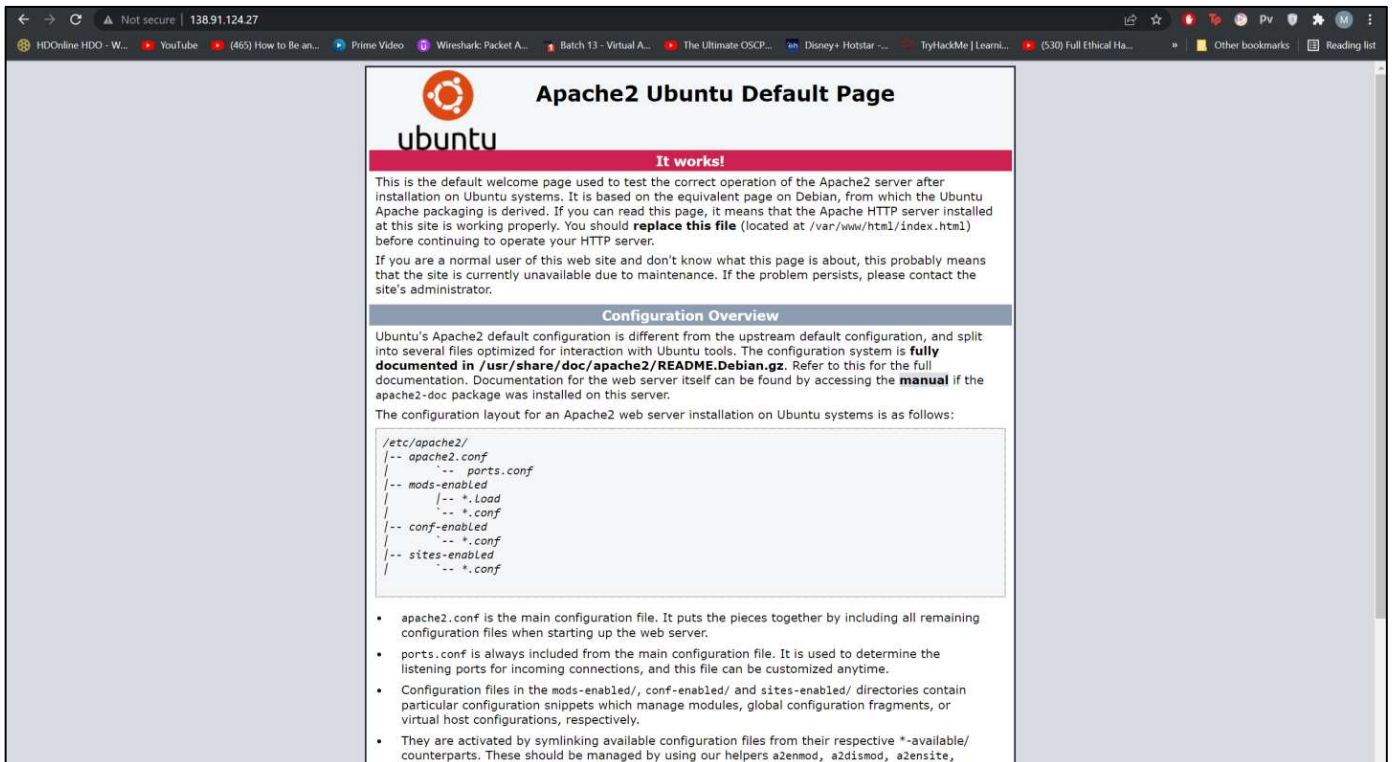 Not secure | 138.91.124.27
HDOnline HDO - W... YouTube (465) How to Be an... Prime Video Wireshark: Packet A... Batch 13 - Virtual A... The Ultimate OSCP... Disney+ Hotstar -... TryHackMe | Learni... (530) Full Ethical Ha... » Other bookmarks Reading list
Apache2 Ubuntu Default Page
ubuntu
It works!
This is the default welcome page used to test the correct operation of the Apache2 server after
installation on Ubuntu systems. It is based on the equivalent page on Debian, from which the Ubuntu
Apache packaging is derived. If you can read this page, it means that the Apache HTTP server installed
at this site is working properly. You should replace this file (located at /var/www/html/index.html)
before continuing to operate your HTTP server.
If you are a normal user of this web site and don't know what this page is about, this probably means
that the site is currently unavailable due to maintenance. If the problem persists, please contact the
site's administrator.
Configuration Overview
Ubuntu's Apache2 default configuration is different from the upstream default configuration, and split
into several files optimized for interaction with Ubuntu tools. The configuration system is fully
documented in /usr/share/doc/apache2/README.Debian.gz. Refer to this for the full
documentation. Documentation for the web server itself can be found by accessing the manual if the
apache2-doc package was installed on this server.
The configuration layout for an Apache2 web server installation on Ubuntu systems is as follows:
/etc/apache2/
|-- apache2.conf
|       `--  ports.conf
|-- mods-enabled
|       |-- *.load
|       `-- *.conf
|-- conf-enabled
|       `-- *.conf
|-- sites-enabled
|       `-- *.conf
• apache2.conf is the main configuration file. It puts the pieces together by including all remaining
configuration files when starting up the web server.
• ports.conf is always included from the main configuration file. It is used to determine the
listening ports for incoming connections, and this file can be customized anytime.
• Configuration files in the mods-enabled/, conf-enabled/ and sites-enabled/ directories contain
particular configuration snippets which manage modules, global configuration fragments, or
virtual host configurations, respectively.
• They are activated by symlinking available configuration files from their respective *-available/
counterparts. These should be managed by using our helpers a2enmod, a2dismod, a2ensite,